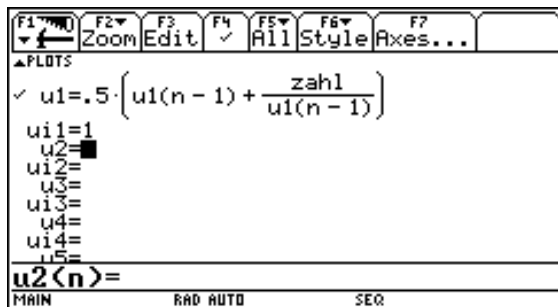 F1 F2 F3 F4 F5 F6 F7
Zoom Edit ✓ All Style Axes...
▲PLOTS
✓ u1=.5·(u1(n - 1) + zahl/u1(n - 1))
ui1=1
u2=
ui2=
u3=
ui3=
u4=
ui4=
u5=
u2(n)=
MAIN RAD AUTO SEQ